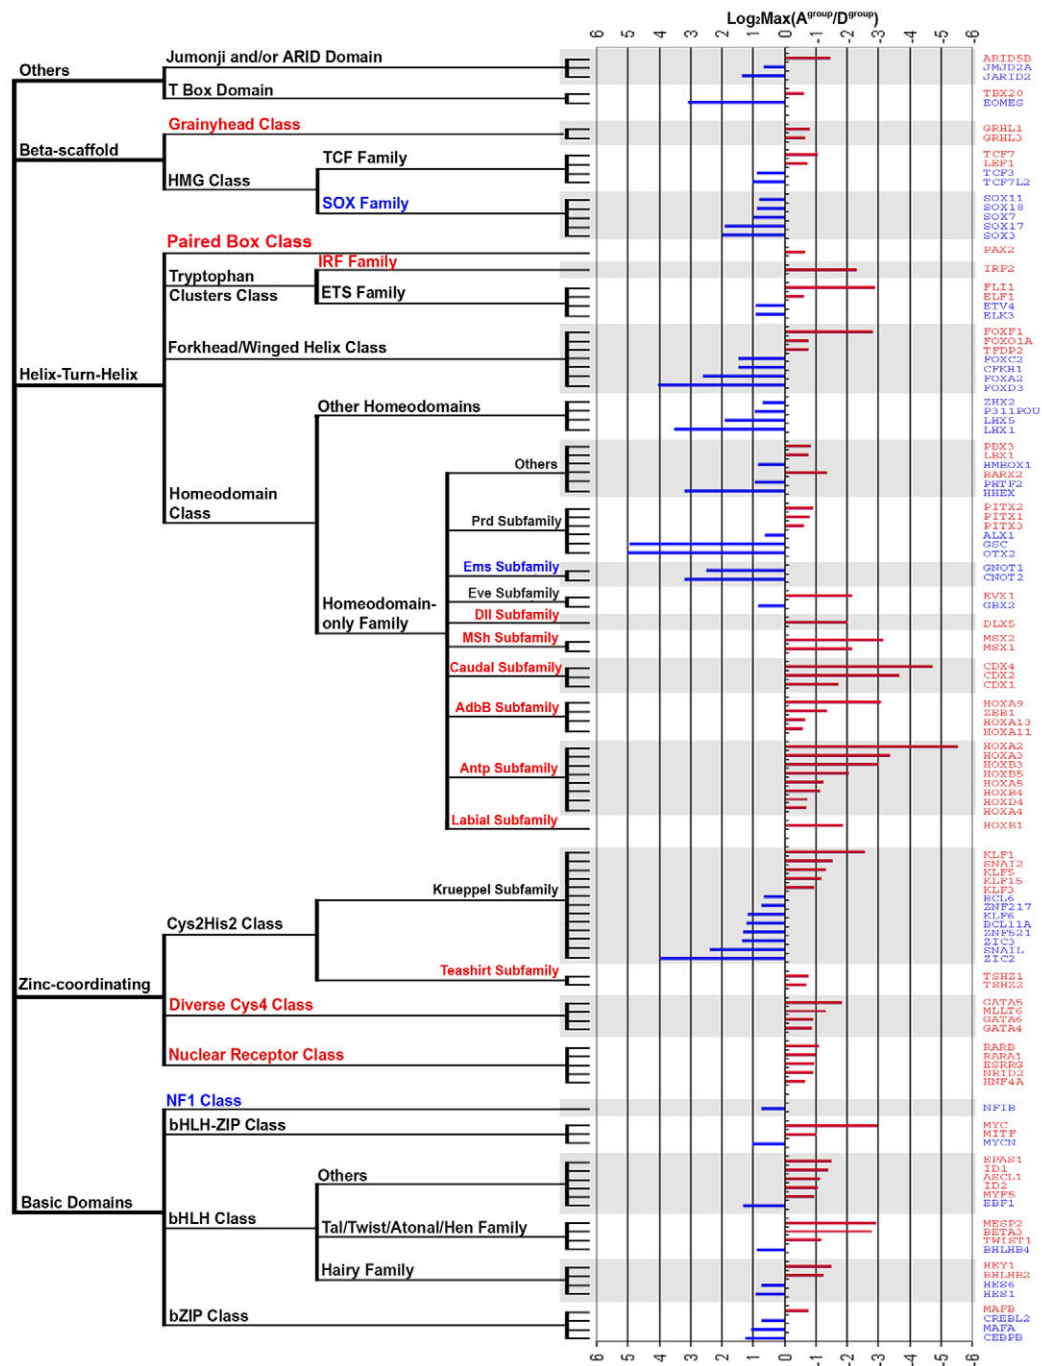 Log₂Max(A^group/D^group)
6 5 4 3 2 1 0 -1 -2 -3 -4 -5 -6
Others
Jumonji and/or ARID Domain
ARID5B
JMJD2A
JARID2
T Box Domain
TBX20
EOMES
Beta-scaffold
Grainyhead Class
GRHL1
GRHL3
HMG Class
TCF Family
TCF7
LEF1
TCF3
TCF7L2
SOX Family
SOX11
SOX18
SOX7
SOX17
SOX3
Helix-Turn-Helix
Paired Box Class
PAX2
Tryptophan
Clusters Class
IRF Family
IRF2
ETS Family
FLI1
ELF1
ETV4
ELK3
Forkhead/Winged Helix Class
FOXF1
FOXO1A
TFDP2
FOXC2
CFKH1
FOXA2
FOXD3
Homeodomain
Class
Other Homeodomains
ZHX2
P311POU
LHX5
LHX1
Homeodomain-
only Family
Others
PBX3
LBX1
HMBOX1
BARX2
PHTF2
HHEX
Prd Subfamily
PITX2
PITX1
PITX3
ALX1
GSC
OTX2
Ems Subfamily
GNOT1
CNOT2
Eve Subfamily
EVX1
GBX2
Dll Subfamily
DLX5
MSh Subfamily
MSX2
MSX1
Caudal Subfamily
CDX4
CDX2
CDX1
AdbB Subfamily
HOXA9
ZEB1
HOXA13
HOXA11
Antp Subfamily
HOXA2
HOXA3
HOXB3
HOXB5
HOXA5
HOXB4
HOXD4
HOXA4
Labial Subfamily
HOXB1
Zinc-coordinating
Cys2His2 Class
Krueppel Subfamily
KLF1
SNAI2
KLF5
KLF15
KLF3
BCL6
ZNF217
KLF6
BCL11A
ZNF521
ZIC3
SNAIL
ZIC2
Teashirt Subfamily
TSHZ1
TSHZ2
Diverse Cys4 Class
GATA5
MLLT6
GATA6
GATA4
Nuclear Receptor Class
RARB
RARA1
ESRRG
NR1D2
HNF4A
Basic Domains
NF1 Class
NFIB
bHLH-ZIP Class
MYC
MITF
MYCN
bHLH Class
Others
EPAS1
ID1
ASCL1
ID2
MYF5
EBF1
Tal/Twist/Atonal/Hen Family
MESP2
BETA3
TWIST1
BHLHB4
Hairy Family
HEY1
BHLHB2
HES6
HES1
bZIP Class
MAFB
CREBL2
MAFA
CEBPB
6 5 4 3 2 1 0 -1 -2 -3 -4 -5 -6